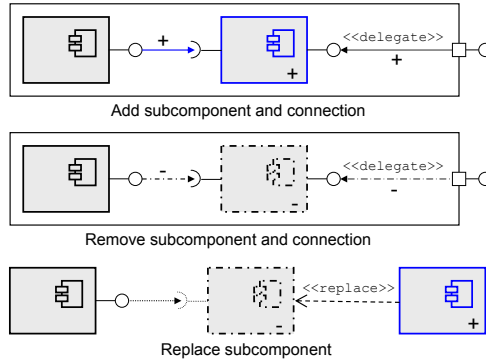 <<delegate>>
+
+
+
Add subcomponent and connection
<<delegate>>
-
-
-
Remove subcomponent and connection
<<replace>>
-
+
Replace subcomponent